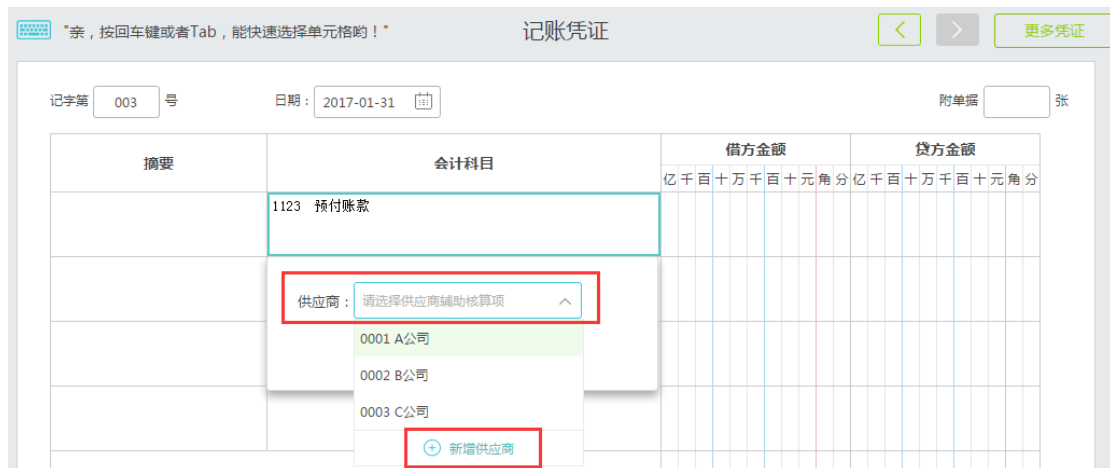 "亲，按回车键或者Tab，能快速选择单元格哟！"
记账凭证
更多凭证
记字第 003 号
日期： 2017-01-31
附单据 张
摘要
会计科目
借方金额
贷方金额
亿千百十万千百十元角分
亿千百十万千百十元角分
1123 预付账款
供应商： 请选择供应商辅助核算项
0001 A公司
0002 B公司
0003 C公司
新增供应商